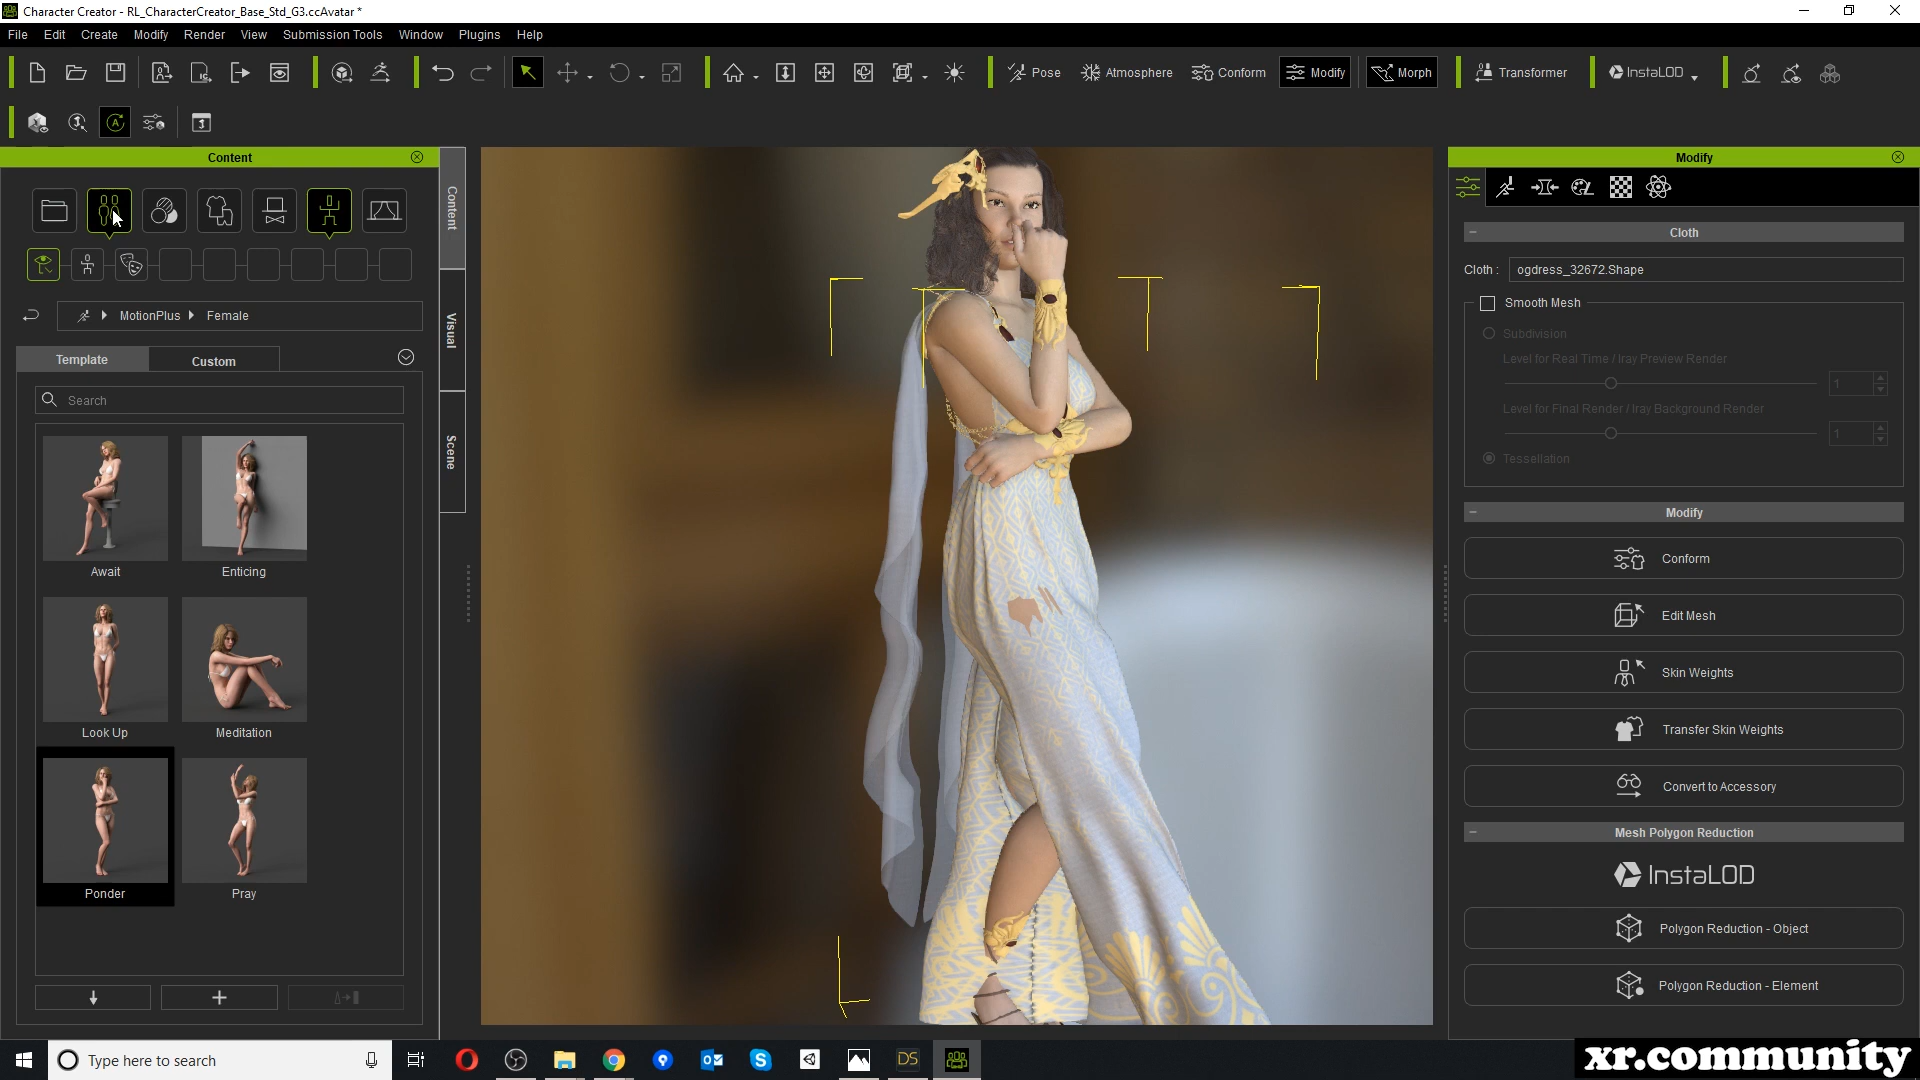 Character Creator - RL_CharacterCreator_Base_Std_G3.ccAvatar *
File Edit Create Modify Render View Submission Tools Window Plugins Help
Pose Atmosphere Conform Modify Morph Transformer InstaLOD
Content
Modify
Content
Visual
Scene
MotionPlus Female
Template Custom
Search
Await Enticing
Look Up Meditation
Ponder Pray
Cloth
Cloth : ogdress_32672.Shape
Smooth Mesh
Subdivision
Level for Real Time / Iray Preview Render
1
Level for Final Render / Iray Background Render
1
Tessellation
Modify
Conform
Edit Mesh
Skin Weights
Transfer Skin Weights
Convert to Accessory
Mesh Polygon Reduction
InstaLOD
Polygon Reduction - Object
Polygon Reduction - Element
Type here to search
DS
xr.community